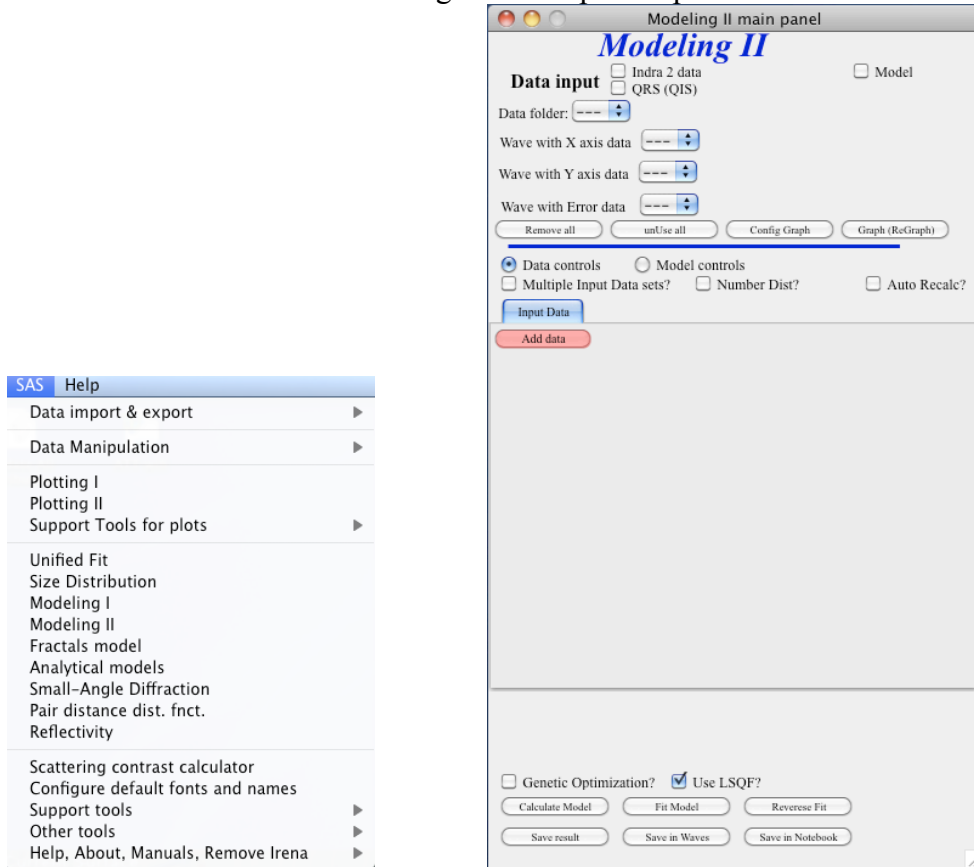 SAS Help
Data import & export
Data Manipulation
Plotting I
Plotting II
Support Tools for plots
Unified Fit
Size Distribution
Modeling I
Modeling II
Fractals model
Analytical models
Small-Angle Diffraction
Pair distance dist. fnct.
Reflectivity
Scattering contrast calculator
Configure default fonts and names
Support tools
Other tools
Help, About, Manuals, Remove Irena
Modeling II main panel
Modeling II
Data input Indra 2 data Model
QRS (QIS)
Data folder: ---
Wave with X axis data ---
Wave with Y axis data ---
Wave with Error data ---
Remove all unUse all Config Graph Graph (ReGraph)
Data controls Model controls
Multiple Input Data sets? Number Dist? Auto Recalc?
Input Data
Add data
Genetic Optimization? Use LSQF?
Calculate Model Fit Model Reverese Fit
Save result Save in Waves Save in Notebook